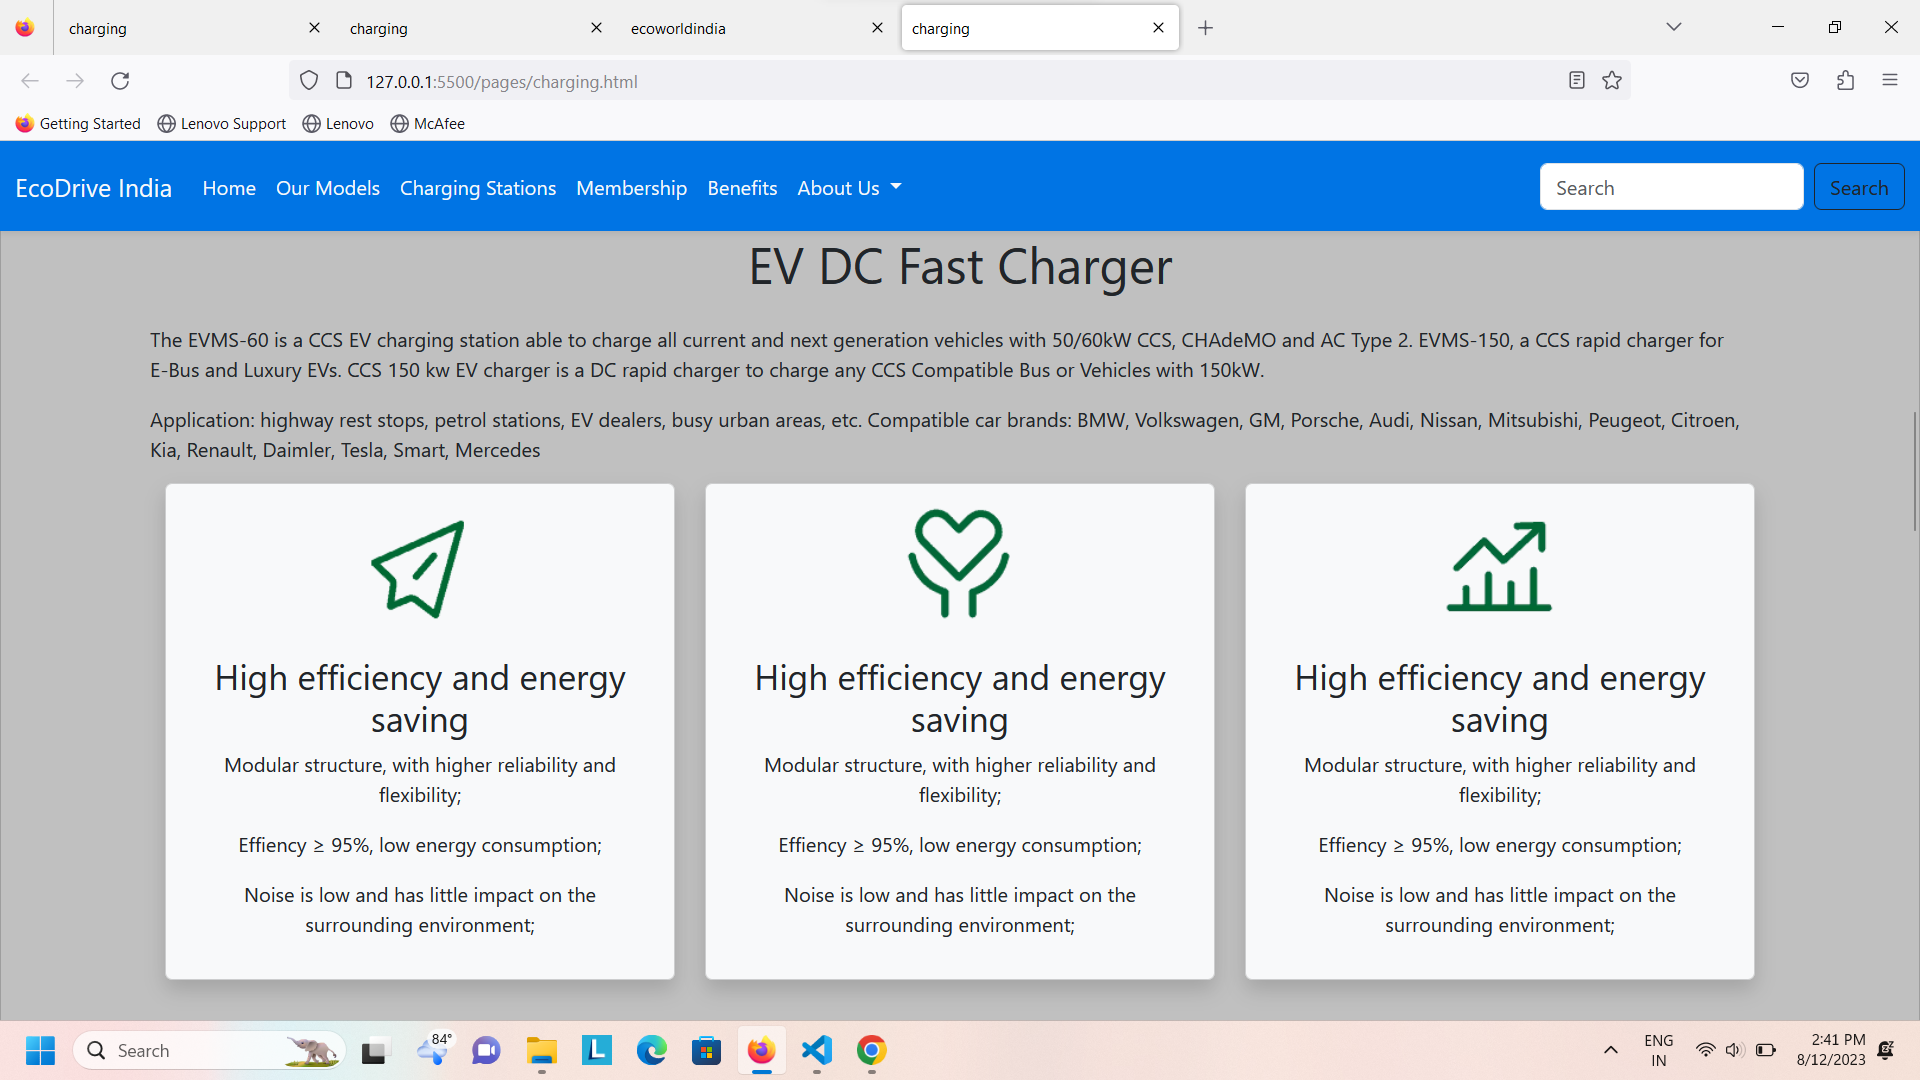 charging
charging
ecoworldindia
charging
127.0.0.1:5500/pages/charging.html
Getting Started
Lenovo Support
Lenovo
McAfee
EcoDrive India
Home
Our Models
Charging Stations
Membership
Benefits
About Us
Search
Search
EV DC Fast Charger
The EVMS-60 is a CCS EV charging station able to charge all current and next generation vehicles with 50/60kW CCS, CHAdeMO and AC Type 2. EVMS-150, a CCS rapid charger for
E-Bus and Luxury EVs. CCS 150 kw EV charger is a DC rapid charger to charge any CCS Compatible Bus or Vehicles with 150kW.
Application: highway rest stops, petrol stations, EV dealers, busy urban areas, etc. Compatible car brands: BMW, Volkswagen, GM, Porsche, Audi, Nissan, Mitsubishi, Peugeot, Citroen,
Kia, Renault, Daimler, Tesla, Smart, Mercedes
High efficiency and energy
saving
Modular structure, with higher reliability and
flexibility;
Effiency ≥ 95%, low energy consumption;
Noise is low and has little impact on the
surrounding environment;
High efficiency and energy
saving
Modular structure, with higher reliability and
flexibility;
Effiency ≥ 95%, low energy consumption;
Noise is low and has little impact on the
surrounding environment;
High efficiency and energy
saving
Modular structure, with higher reliability and
flexibility;
Effiency ≥ 95%, low energy consumption;
Noise is low and has little impact on the
surrounding environment;
Search
84°
L
ENG
IN
2:41 PM
8/12/2023